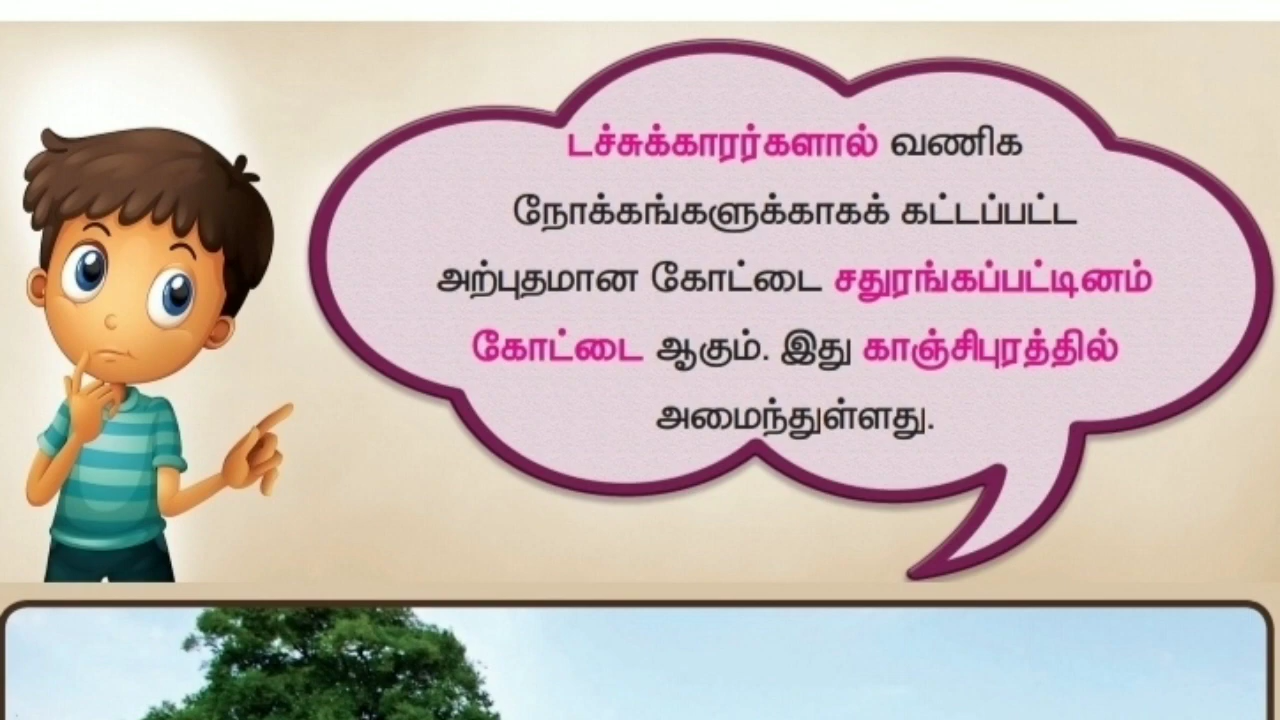 டச்சுக்காரர்களால் வணிக
நோக்கங்களுக்காகக் கட்டப்பட்ட
அற்புதமான கோட்டை சதுரங்கப்பட்டினம்
கோட்டை ஆகும். இது காஞ்சிபுரத்தில்
அமைந்துள்ளது.